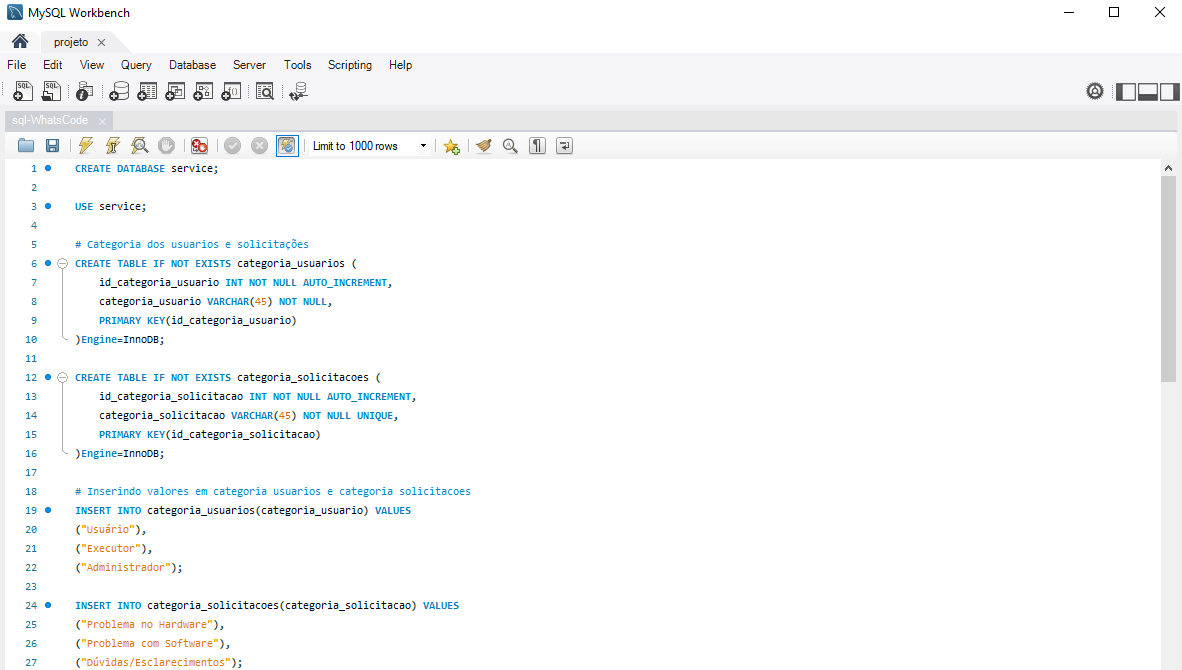 MySQL Workbench
projeto
File Edit View Query Database Server Tools Scripting Help
sql-WhatsCode
Limit to 1000 rows
1 CREATE DATABASE service;
2
3 USE service;
4
5 # Categoria dos usuarios e solicitações
6 CREATE TABLE IF NOT EXISTS categoria_usuarios (
7 id_categoria_usuario INT NOT NULL AUTO_INCREMENT,
8 categoria_usuario VARCHAR(45) NOT NULL,
9 PRIMARY KEY(id_categoria_usuario)
10 )Engine=InnoDB;
11
12 CREATE TABLE IF NOT EXISTS categoria_solicitacoes (
13 id_categoria_solicitacao INT NOT NULL AUTO_INCREMENT,
14 categoria_solicitacao VARCHAR(45) NOT NULL UNIQUE,
15 PRIMARY KEY(id_categoria_solicitacao)
16 )Engine=InnoDB;
17
18 # Inserindo valores em categoria usuarios e categoria solicitacoes
19 INSERT INTO categoria_usuarios(categoria_usuario) VALUES
20 ("Usuário"),
21 ("Executor"),
22 ("Administrador");
23
24 INSERT INTO categoria_solicitacoes(categoria_solicitacao) VALUES
25 ("Problema no Hardware"),
26 ("Problema com Software"),
27 ("Dúvidas/Esclarecimentos");